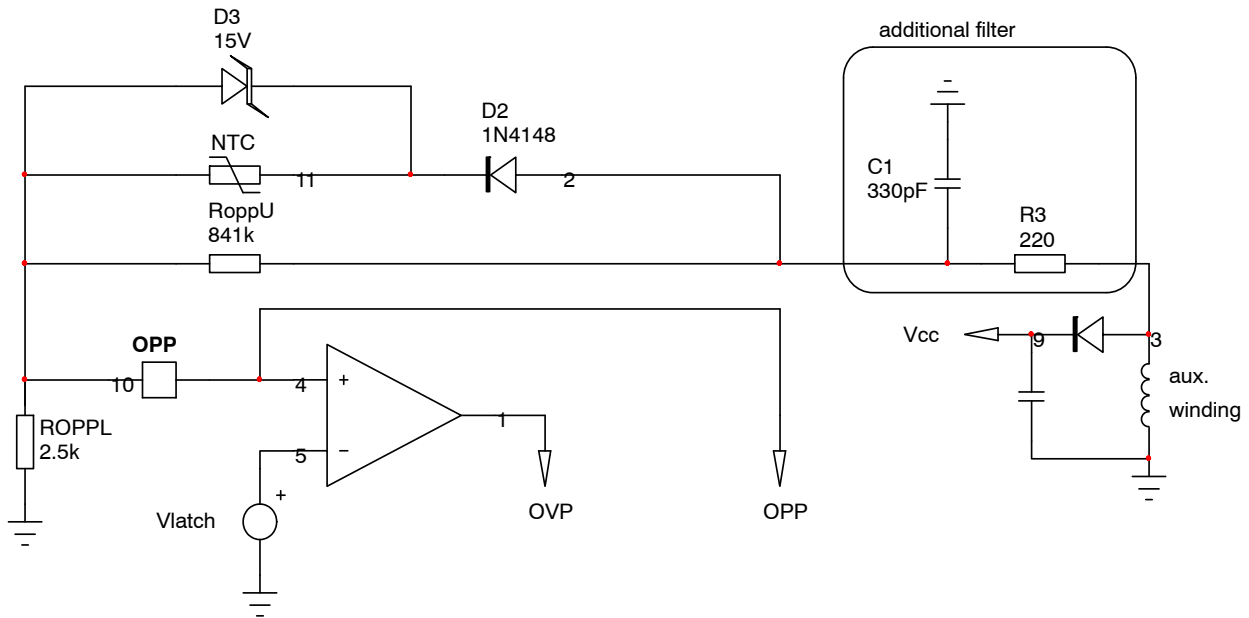 D3
15V
additional filter
D2
1N4148
NTC
11
2
C1
330pF
RoppU
841k
R3
220
OPP
Vcc
9
3
10
4
+
aux.
winding
ROPPL
2.5k
1
5
−
+
Vlatch
OVP
OPP